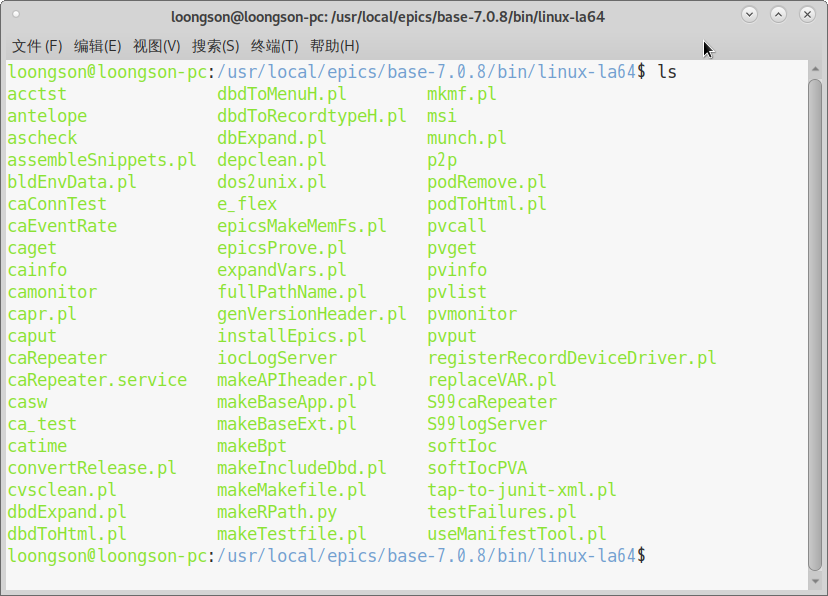 loongson@loongson-pc: /usr/local/epics/base-7.0.8/bin/linux-la64
文件(F) 编辑(E) 视图(V) 搜索(S) 终端(T) 帮助(H)
loongson@loongson-pc:/usr/local/epics/base-7.0.8/bin/linux-la64$ ls
acctst dbdToMenuH.pl mkmf.pl
antelope dbdToRecordtypeH.pl msi
ascheck dbExpand.pl munch.pl
assembleSnippets.pl depclean.pl p2p
bldEnvData.pl dos2unix.pl podRemove.pl
caConnTest e_flex podToHtml.pl
caEventRate epicsMakeMemFs.pl pvcall
caget epicsProve.pl pvget
cainfo expandVars.pl pvinfo
camonitor fullPathName.pl pvlist
capr.pl genVersionHeader.pl pvmonitor
caput installEpics.pl pvput
caRepeater iocLogServer registerRecordDeviceDriver.pl
caRepeater.service makeAPIheader.pl replaceVAR.pl
casw makeBaseApp.pl S99caRepeater
ca_test makeBaseExt.pl S99logServer
catime makeBpt softIoc
convertRelease.pl makeIncludeDbd.pl softIocPVA
cvsclean.pl makeMakefile.pl tap-to-junit-xml.pl
dbdExpand.pl makeRPath.py testFailures.pl
dbdToHtml.pl makeTestfile.pl useManifestTool.pl
loongson@loongson-pc:/usr/local/epics/base-7.0.8/bin/linux-la64$